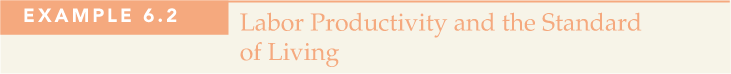 EXAMPLE 6.2
Labor Productivity and the Standard
of Living